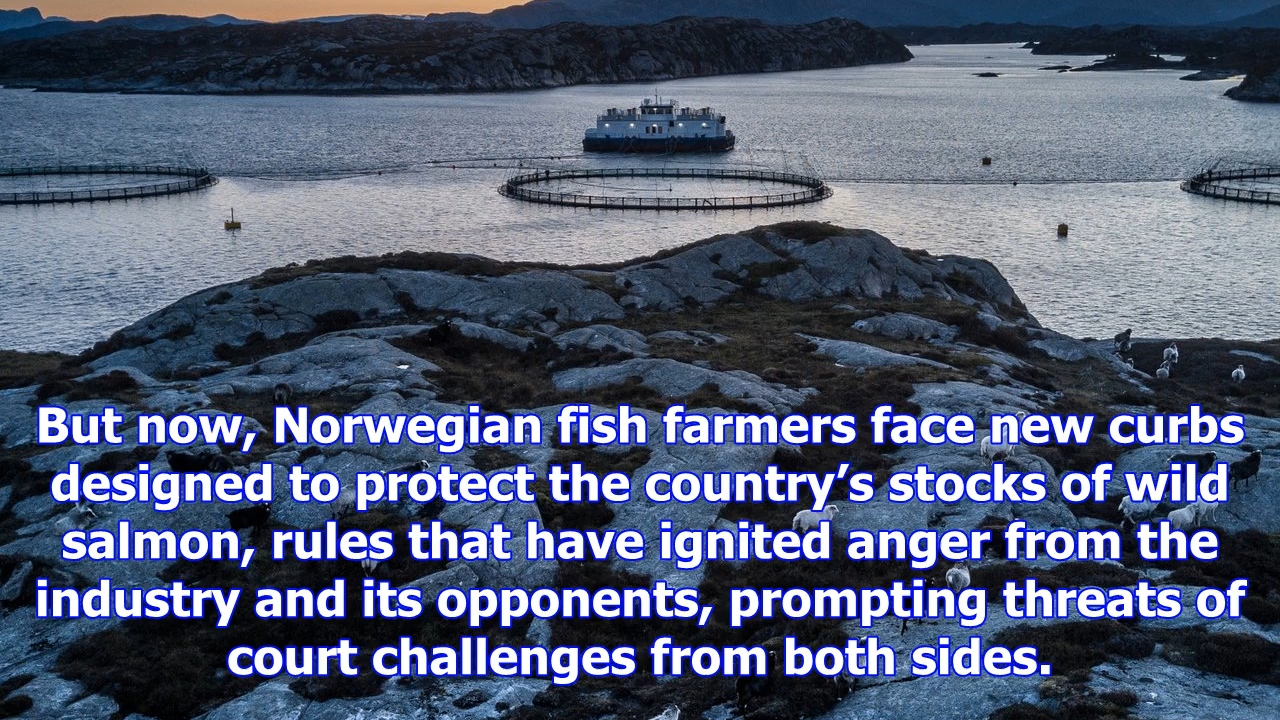 But now, Norwegian fish farmers face new curbs
designed to protect the country’s stocks of wild
salmon, rules that have ignited anger from the
industry and its opponents, prompting threats of
court challenges from both sides.